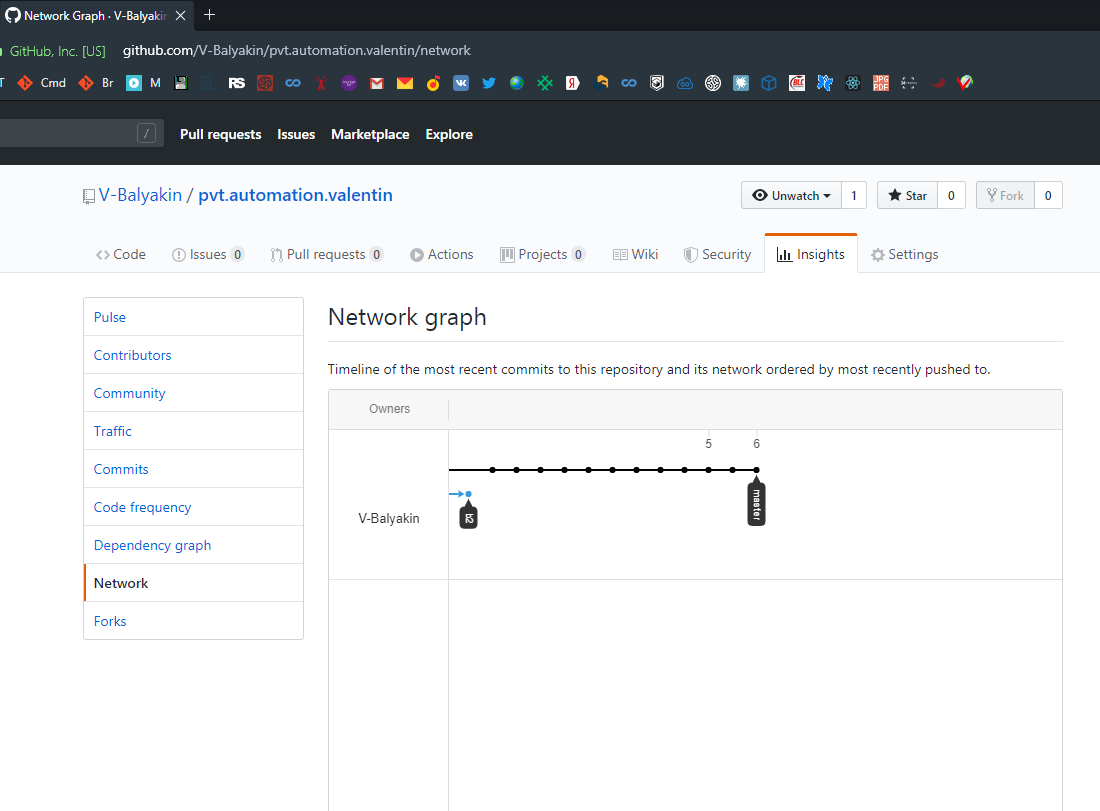 Network Graph · V-Balyakin
GitHub, Inc. [US] github.com/V-Balyakin/pvt.automation.valentin/network
Cmd Br M RS
/ Pull requests Issues Marketplace Explore
V-Balyakin / pvt.automation.valentin Unwatch 1 Star 0 Fork 0
Code Issues 0 Pull requests 0 Actions Projects 0 Wiki Security Insights Settings
Pulse
Contributors
Community
Traffic
Commits
Code frequency
Dependency graph
Network
Forks
Network graph
Timeline of the most recent commits to this repository and its network ordered by most recently pushed to.
Owners
5 6
V-Balyakin
master